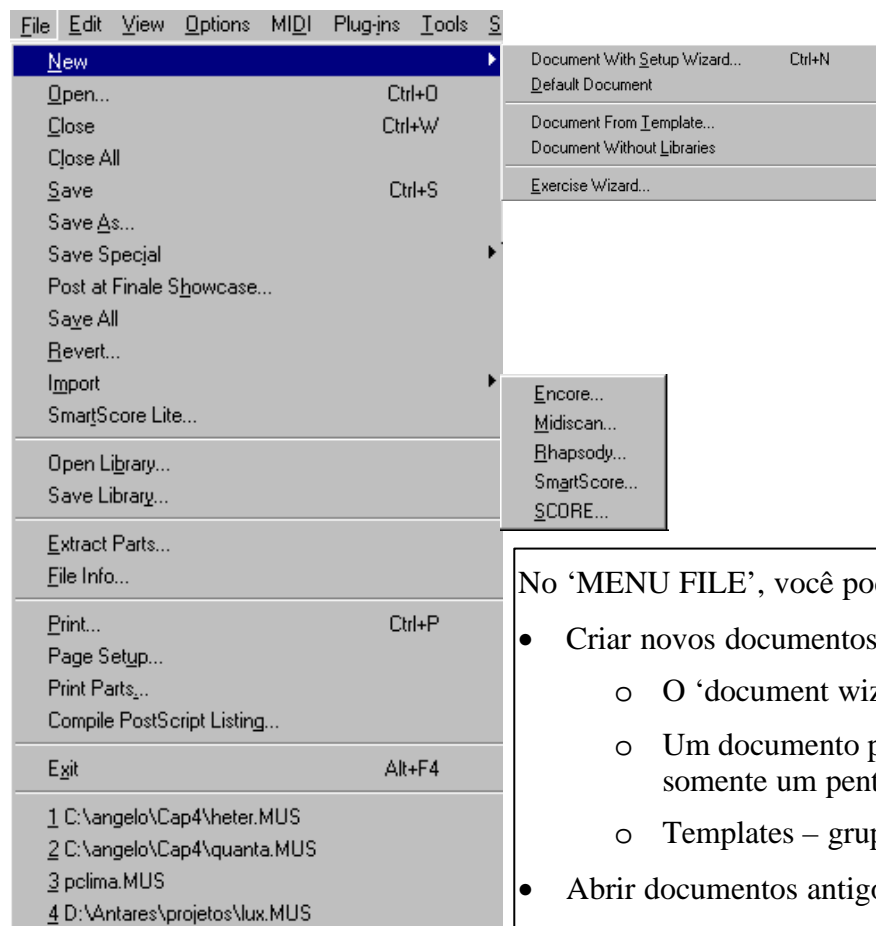 File Edit View Options MIDI Plug-ins Tools S
New
Open... Ctrl+O
Close Ctrl+W
Close All
Save Ctrl+S
Save As...
Save Special
Post at Finale Showcase...
Save All
Revert...
Import
SmartScore Lite...
Open Library...
Save Library...
Extract Parts...
File Info...
Print... Ctrl+P
Page Setup...
Print Parts...
Compile PostScript Listing...
Exit Alt+F4
1 C:\angelo\Cap4\heter.MUS
2 C:\angelo\Cap4\quanta.MUS
3 pclima.MUS
4 D:\Antares\projetos\lux.MUS
Document With Setup Wizard... Ctrl+N
Default Document
Document From Template...
Document Without Libraries
Exercise Wizard...
Encore...
Midiscan...
Rhapsody...
SmartScore...
SCORE...
No ‘MENU FILE’, você
• Criar novos documentos
o O ‘document
o Um documento
somente um
o Templates –
• Abrir documentos